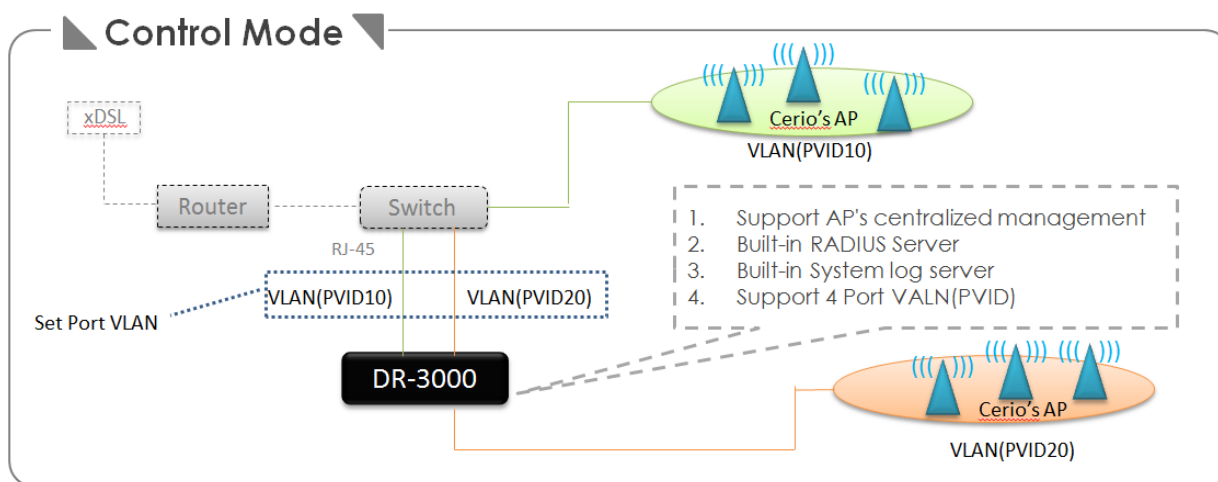 Control Mode
xDSL
Router
Switch
Cerio's AP
VLAN(PVID10)
RJ-45
VLAN(PVID10)
VLAN(PVID20)
Set Port VLAN
DR-3000
1. Support AP's centralized management
2. Built-in RADIUS Server
3. Built-in System log server
4. Support 4 Port VALN(PVID)
Cerio's AP
VLAN(PVID20)